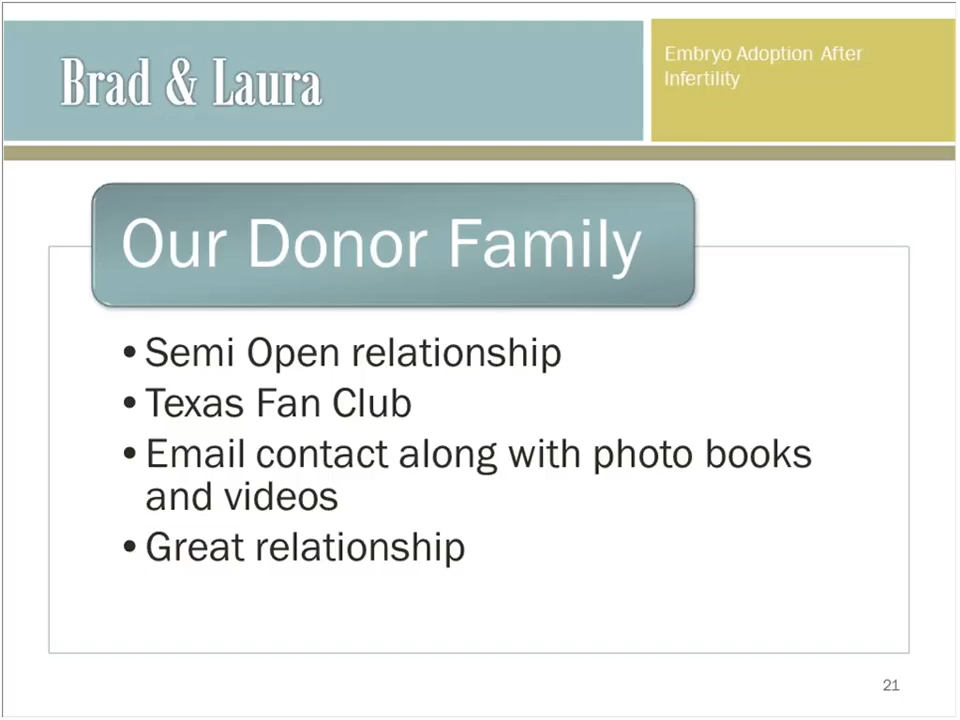 Brad & Laura
Embryo Adoption After
Infertility
Our Donor Family
• Semi Open relationship
• Texas Fan Club
• Email contact along with photo books
and videos
• Great relationship
21